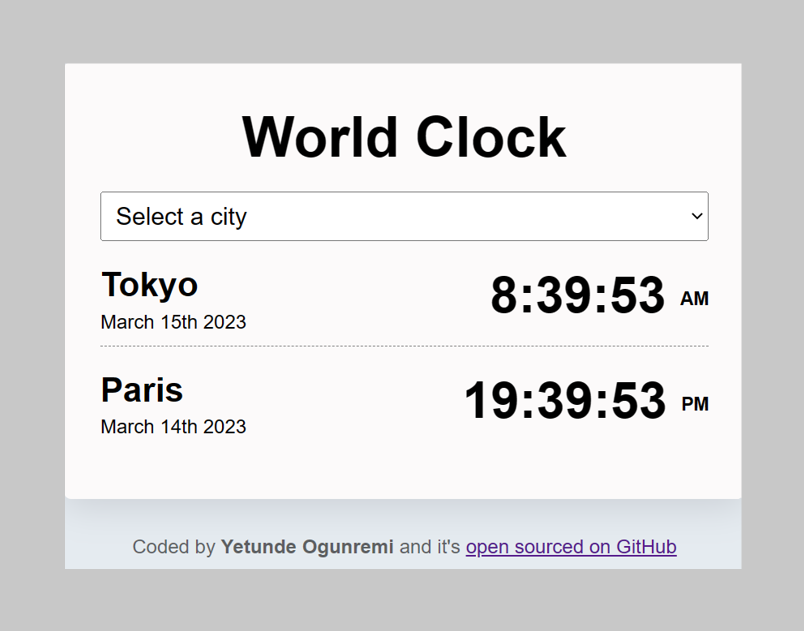 World Clock
Select a city
Tokyo
8:39:53 AM
March 15th 2023
Paris
19:39:53 PM
March 14th 2023
Coded by Yetunde Ogunremi and it's open sourced on GitHub